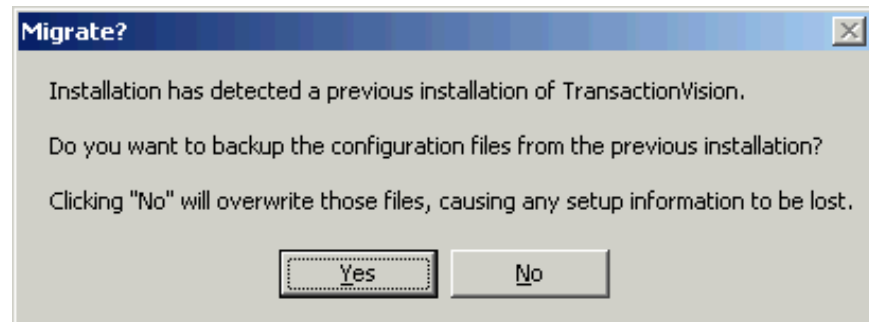 Migrate?
Installation has detected a previous installation of TransactionVision.
Do you want to backup the configuration files from the previous installation?
Clicking "No" will overwrite those files, causing any setup information to be lost.
Yes No